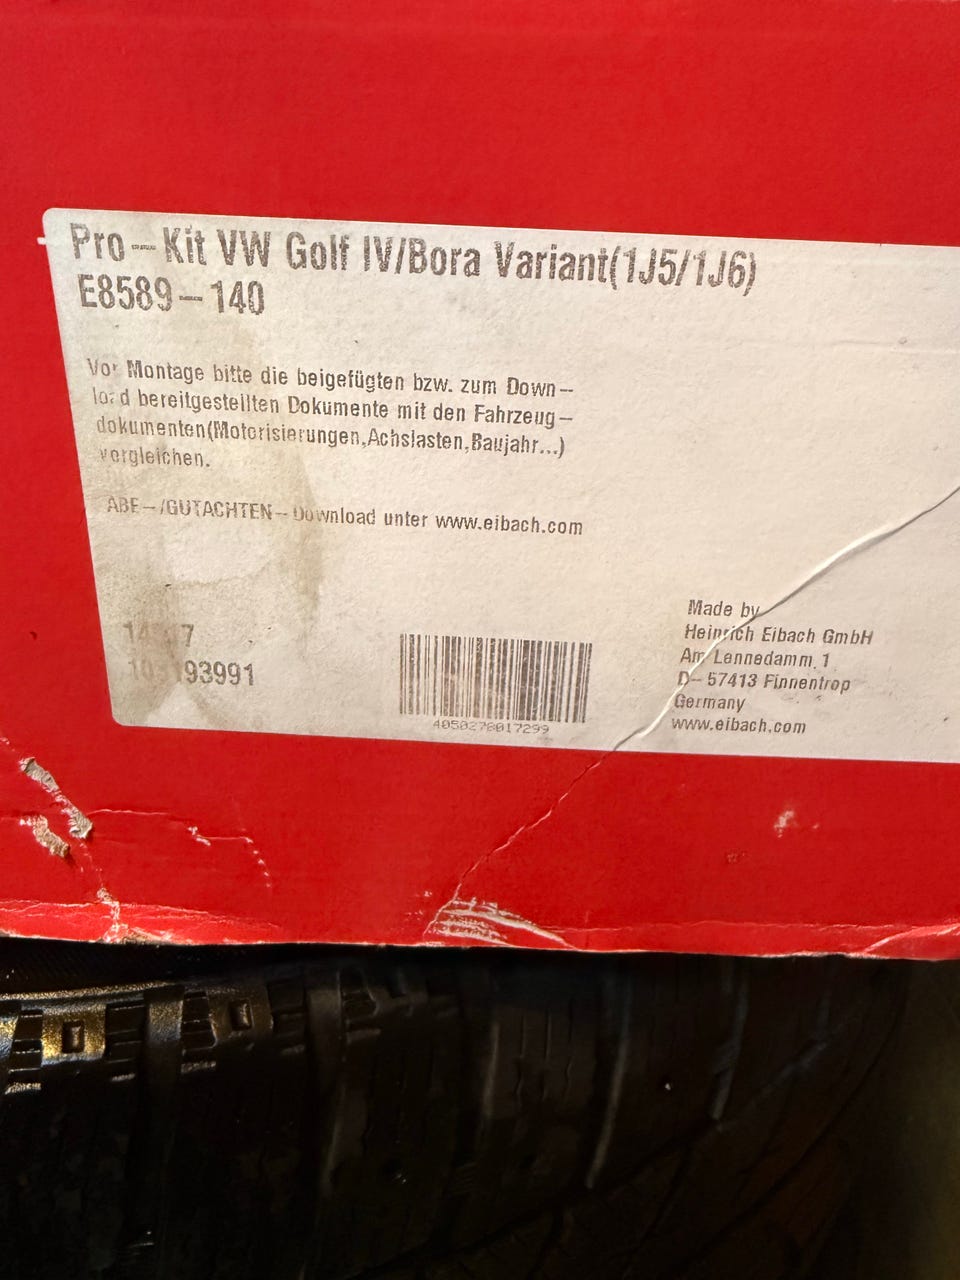 Pro-Kit VW Golf IV/Bora Variant(1J5/1J6)
E8589-140
Vor Montage bitte die beigefügten bzw. zum Down-
load bereitgestellten Dokumente mit den Fahrzeug-
dokumenten(Motorisierungen,Achslasten,Baujahr...)
vergleichen.
ABE-/GUTACHTEN-Download unter www.eibach.com
4050278017299
Made by
Heinrich Eibach GmbH
Am Lennedamm 1
D-57413 Finnentrop
Germany
www.eibach.com